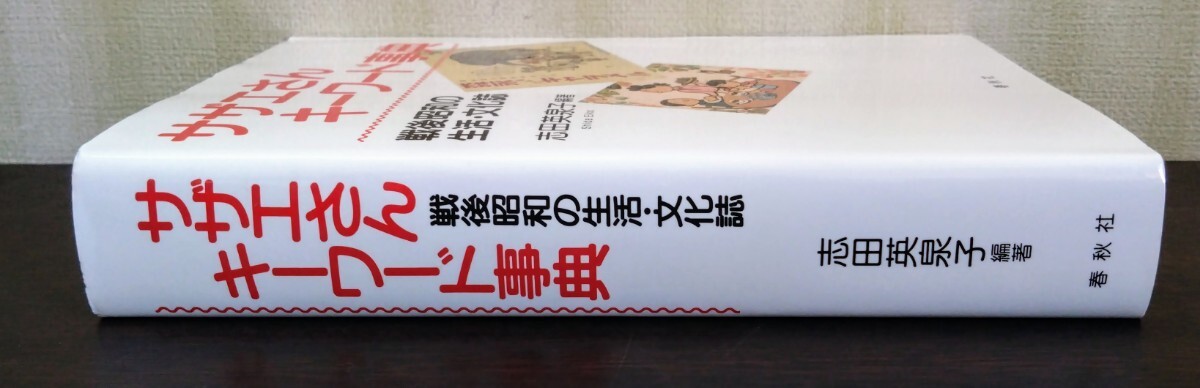 サザエさん
キーワード事典
戦後昭和の
生活・文化誌
志田英泉子 編著
サザエさん
キーワード事典
戦後昭和の生活・文化誌
志田英泉子 編著
春秋社